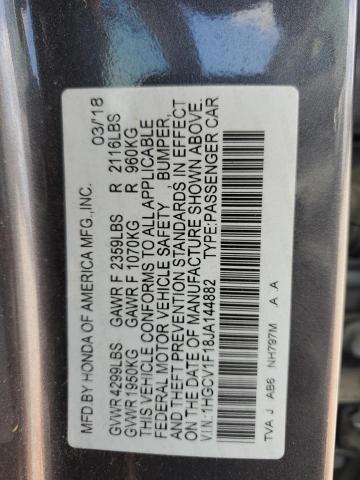 MFD.BY HONDA OF AMERICA MFG.,INC. 03/'18
GVWR 4299LBS GAWR F 2359LBS R 2116LBS
GVWR 1950KG GAWR F 1070KG R 960KG
THIS VEHICLE CONFORMS TO ALL APPLICABLE
FEDERAL MOTOR VEHICLE SAFETY , BUMPER,
AND THEFT PREVENTION STANDARDS IN EFFECT
ON THE DATE OF MANUFACTURE SHOWN ABOVE.
V.I.N.:1HGCV1F18JA144882 TYPE:PASSENGER CAR
TVA J AB6 NH797M A .A